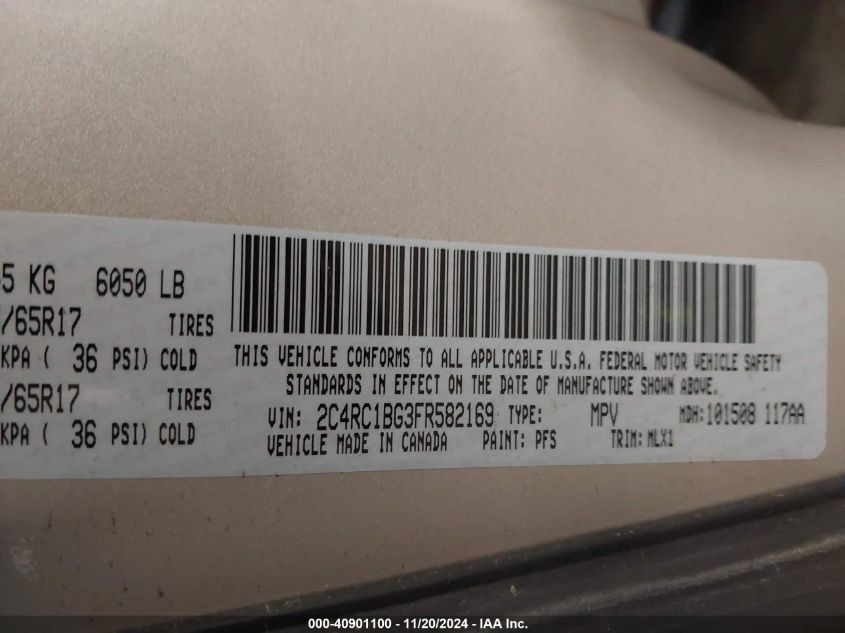 5 KG 6050 LB
/65R17 TIRES
KPA ( 36 PSI) COLD
/65R17 TIRES
KPA ( 36 PSI) COLD
THIS VEHICLE CONFORMS TO ALL APPLICABLE U.S.A. FEDERAL MOTOR VEHICLE SAFETY
STANDARDS IN EFFECT ON THE DATE OF MANUFACTURE SHOWN ABOVE.
VIN: 2C4RC1BG3FR582169 TYPE: MPV MDH:101508 117AA
VEHICLE MADE IN CANADA PAINT: PFS TRIM: MLX1
000-40901100 - 11/20/2024 - IAA Inc.